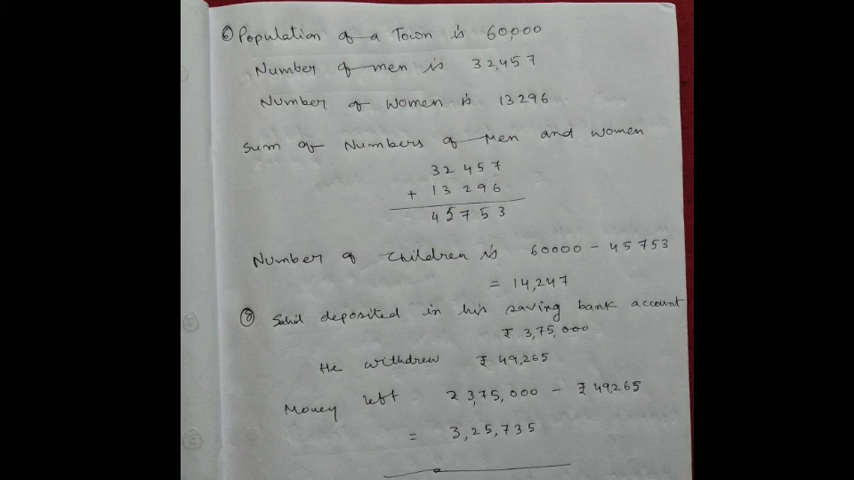 ⑥ Population of a Town is 60,000
Number of men is 32,457
Number of Women is 13296
Sum of Numbers of Men and women
32457
+ 13296
45753
Number of children is 60000 - 45753
= 14,247
⑧ Sahil deposited in his saving bank account
₹ 3,75,000
He withdrew ₹ 49,265
Money left ₹ 3,75,000 - ₹ 49,265
= 3,25,735